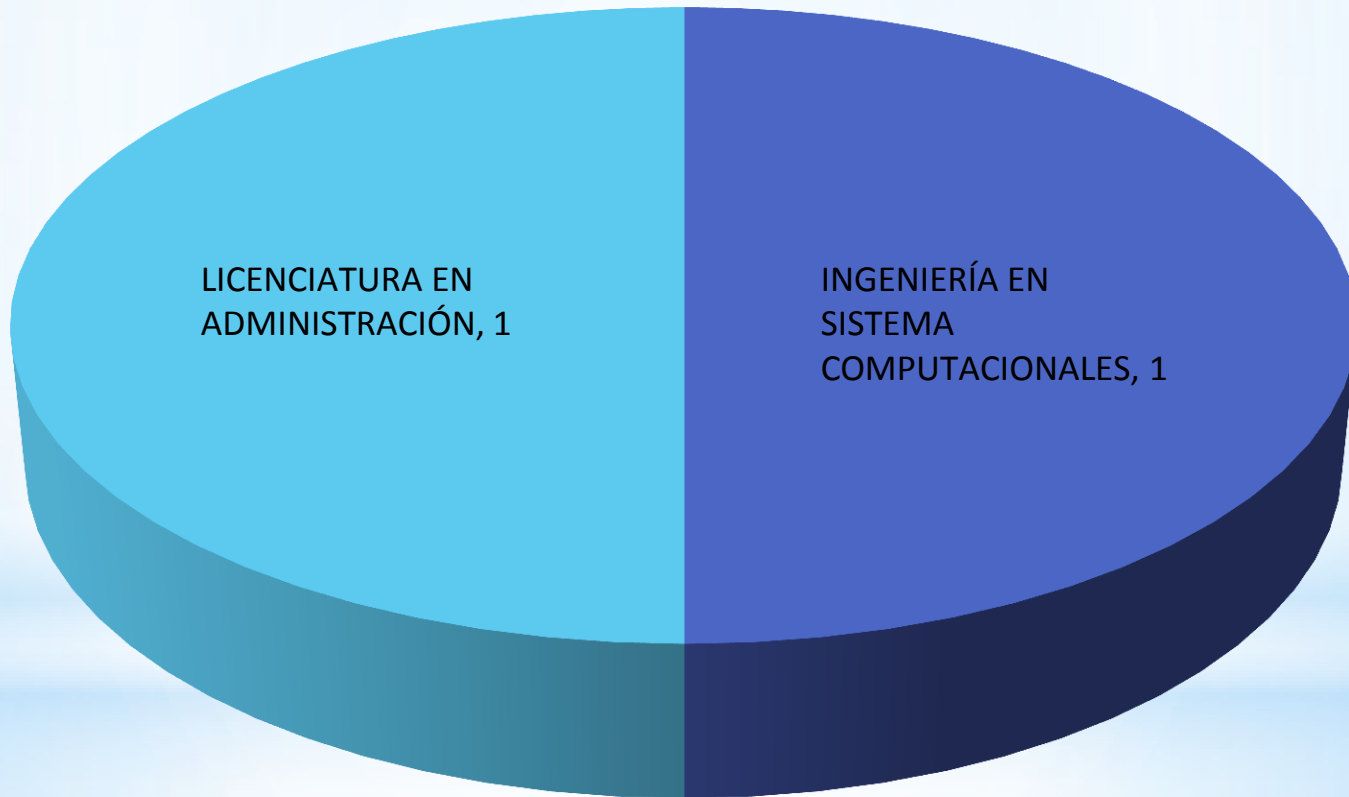 LICENCIATURA EN
ADMINISTRACIÓN, 1
INGENIERÍA EN
SISTEMA
COMPUTACIONALES, 1